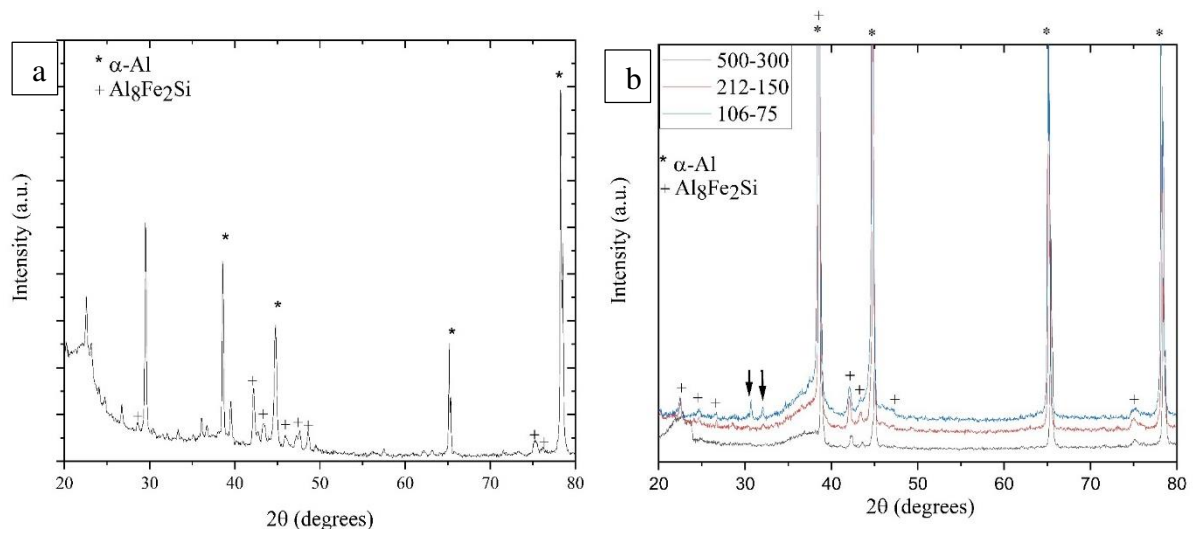 a
* α-Al
+ Al8Fe2Si
*
*
*
*
+
+
+
+
+
+
+
+
Intensity (a.u.)
20 30 40 50 60 70 80
2θ (degrees)
b
+
* * * *
500-300
212-150
106-75
* α-Al
+ Al8Fe2Si
+ + + + + + +
Intensity (a.u.)
20 30 40 50 60 70 80
2θ (degrees)